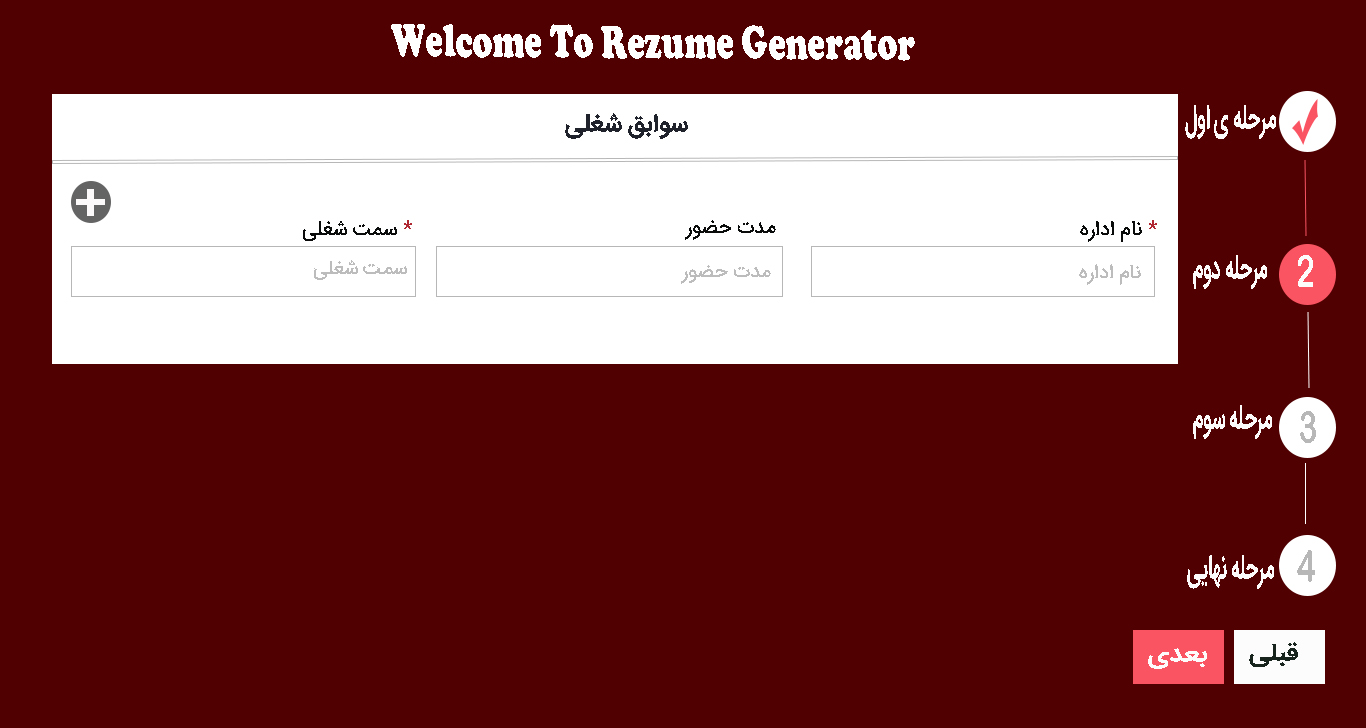 Welcome To Rezume Generator
سوابق شغلی
* نام اداره
مدت حضور
* سمت شغلی
نام اداره
مدت حضور
سمت شغلی
مرحله ی اول
2 مرحله دوم
3 مرحله سوم
4 مرحله نهایی
قبلی
بعدی